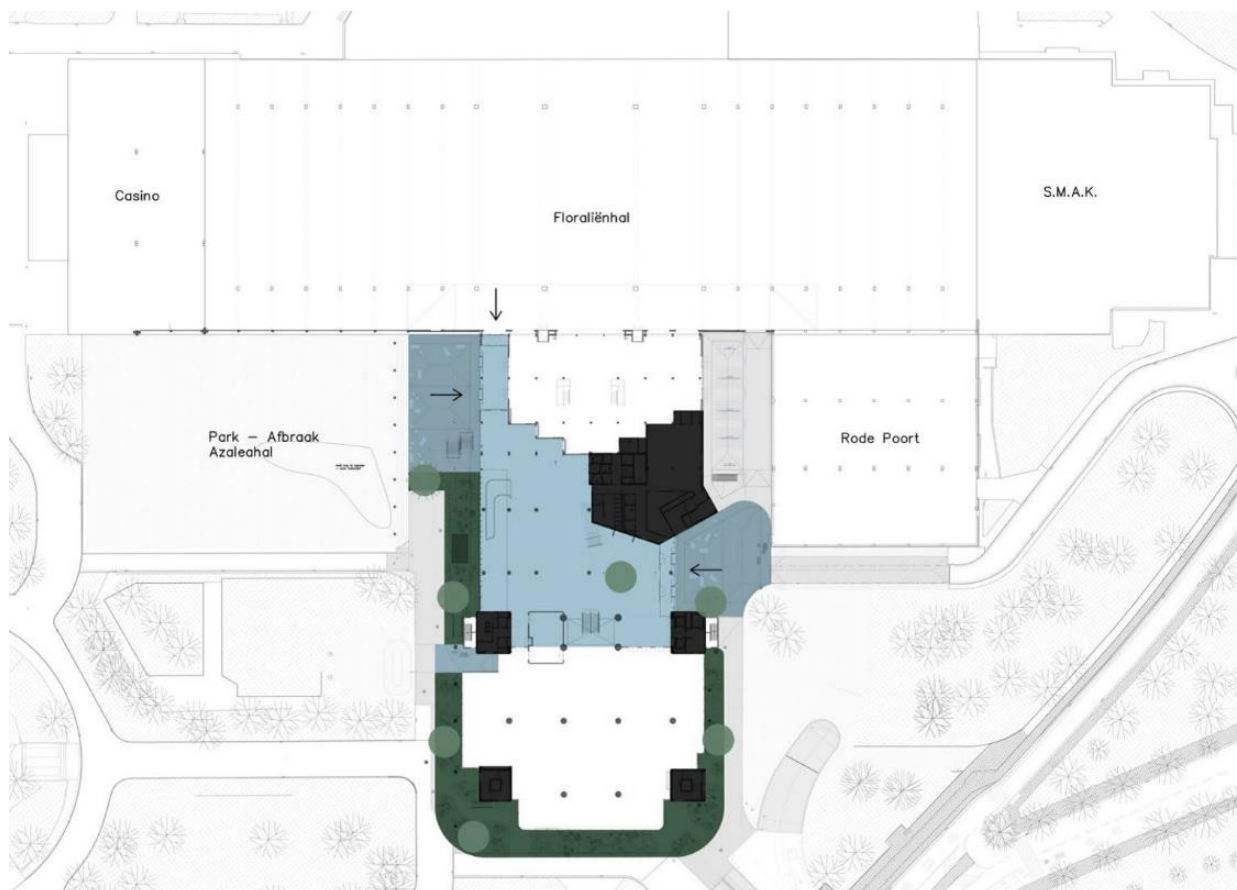 Casino
Floraliënhal
S.M.A.K.
Park – Afbraak
Azaleahal
Rode Poort